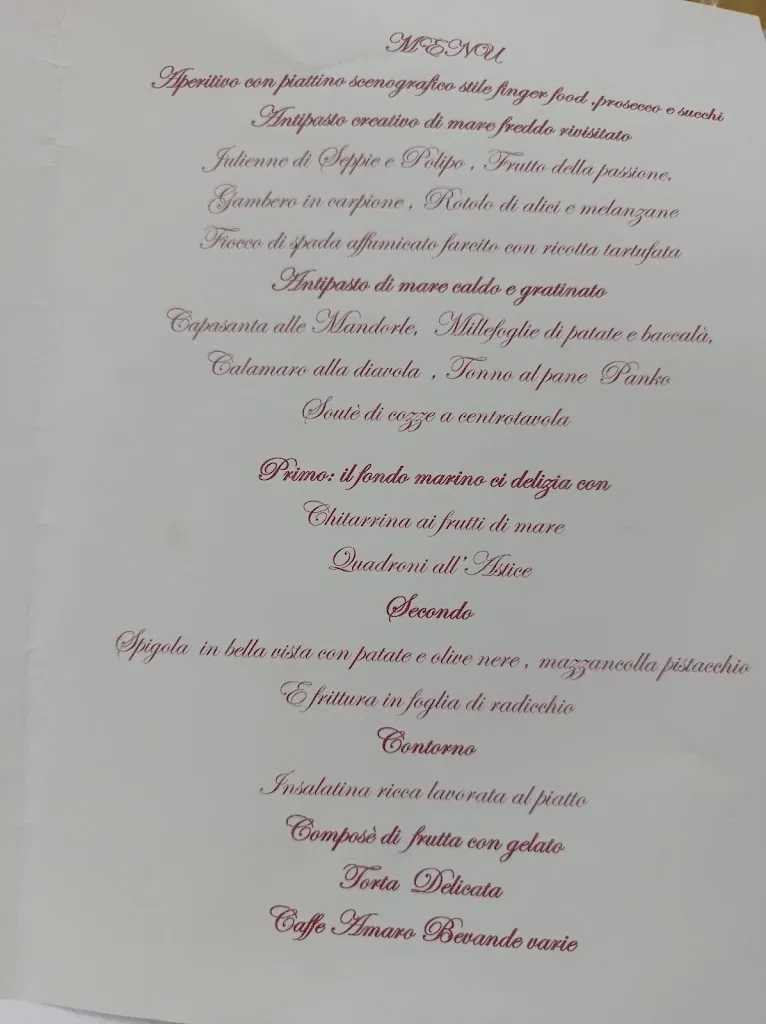 MENU
Aperitivo con piattino scenografico stile finger food ,prosecco e succhi
Antipasto creativo di mare freddo rivisitato
Julienne di Seppie e Polipo , Frutto della passione,
Gambero in carpione , Rotolo di alici e melanzane
Fiocco di spada affumicato farcito con ricotta tartufata
Antipasto di mare caldo e gratinato
Capasanta alle Mandorle, Millefoglie di patate e baccalà,
Calamaro alla diavola , Tonno al pane Panko
Soutè di cozze a centrotavola
Primo: il fondo marino ci delizia con
Chitarrina ai frutti di mare
Quadroni all'Astice
Secondo
Spigola in bella vista con patate e olive nere , mazzancolla pistacchio
E frittura in foglia di radicchio
Contorno
Insalatina ricca lavorata al piatto
Composè di frutta con gelato
Torta Delicata
Caffe Amaro Bevande varie